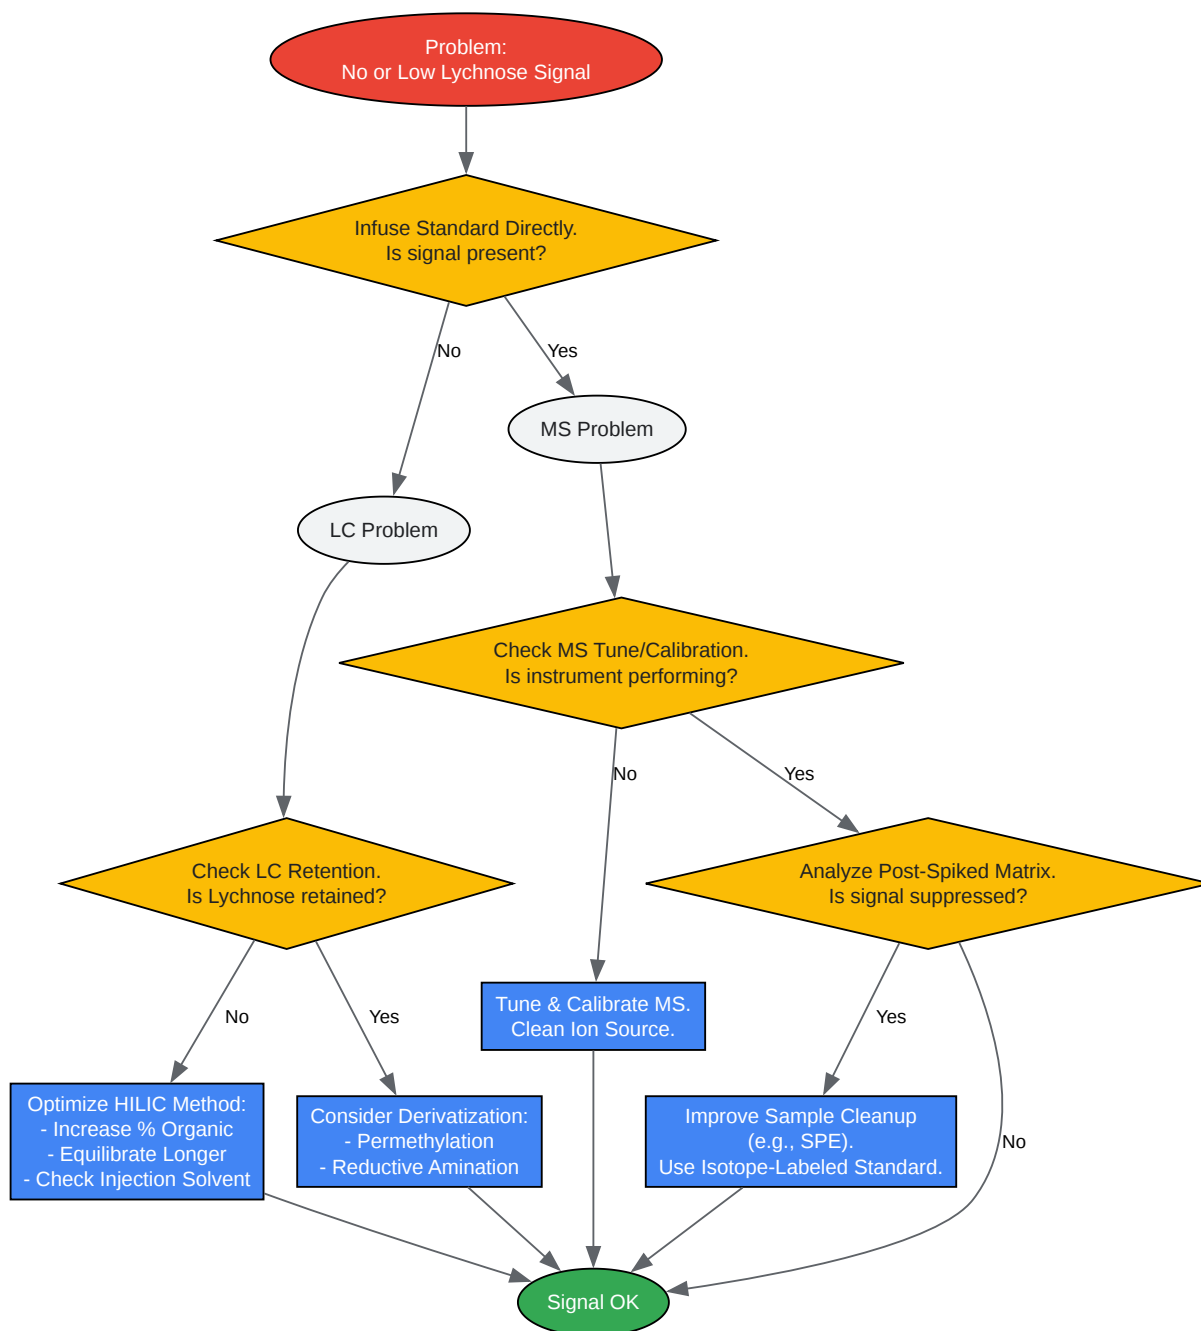 Problem:
No or Low Lychnose Signal
Infuse Standard Directly.
Is signal present?
No
Yes
MS Problem
LC Problem
Check MS Tune/Calibration.
Is instrument performing?
No
Yes
Check LC Retention.
Is Lychnose retained?
Analyze Post-Spiked Matrix.
Is signal suppressed?
No
Yes
Tune & Calibrate MS.
Clean Ion Source.
Yes
No
Optimize HILIC Method:
- Increase % Organic
- Equilibrate Longer
- Check Injection Solvent
Consider Derivatization:
- Permethylation
- Reductive Amination
Improve Sample Cleanup
(e.g., SPE).
Use Isotope-Labeled Standard.
Signal OK